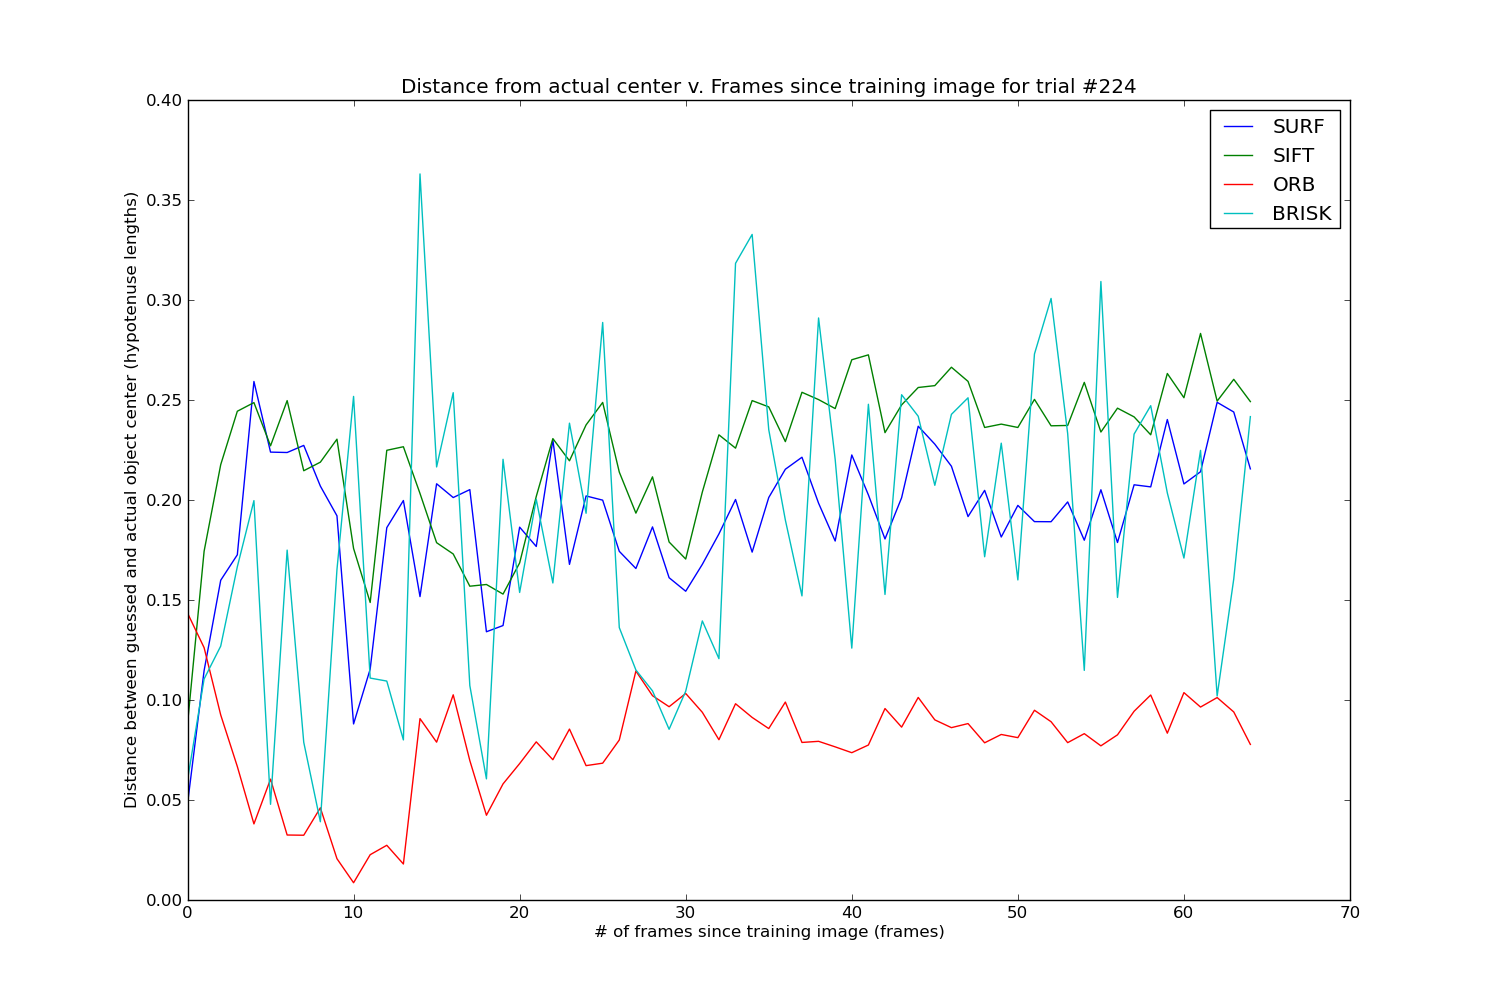 Distance from actual center v. Frames since training image for trial #224
SURF
SIFT
ORB
BRISK
Distance between guessed and actual object center (hypotenuse lengths)
0.40
0.35
0.30
0.25
0.20
0.15
0.10
0.05
0.00
0 10 20 30 40 50 60 70
# of frames since training image (frames)